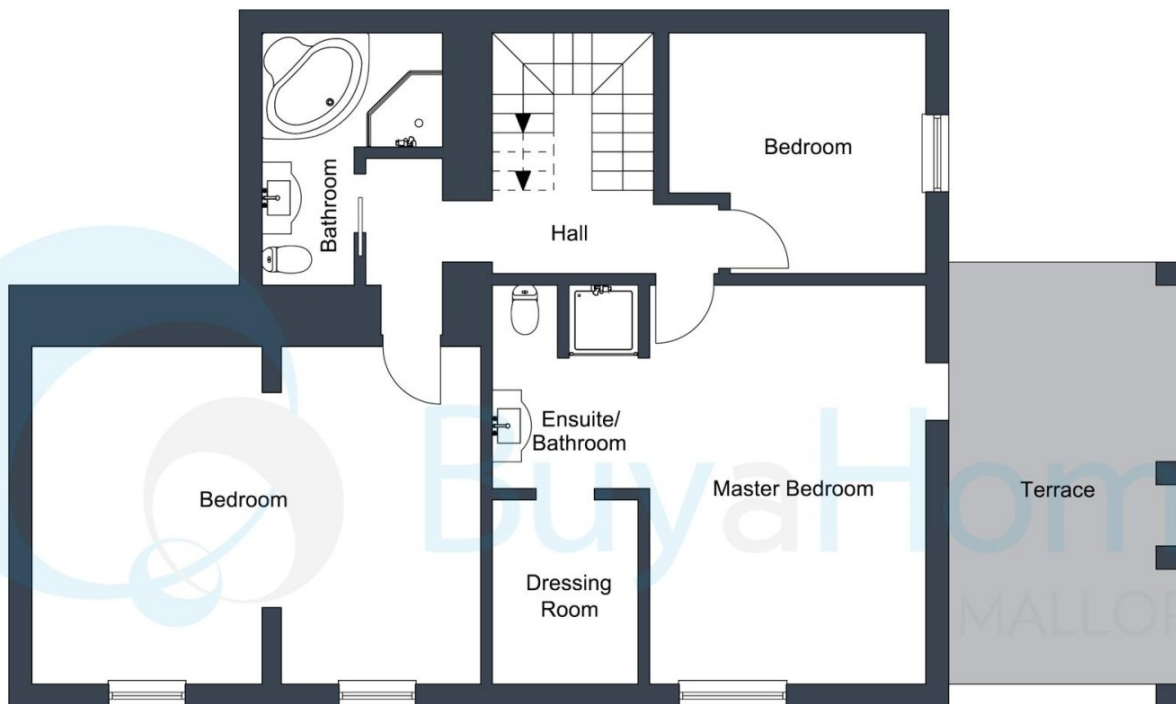 Bathroom
Bedroom
Hall
Ensuite/
Bathroom
Bedroom
Master Bedroom
Terrace
Dressing
Room
BuyaHom
MALLOR